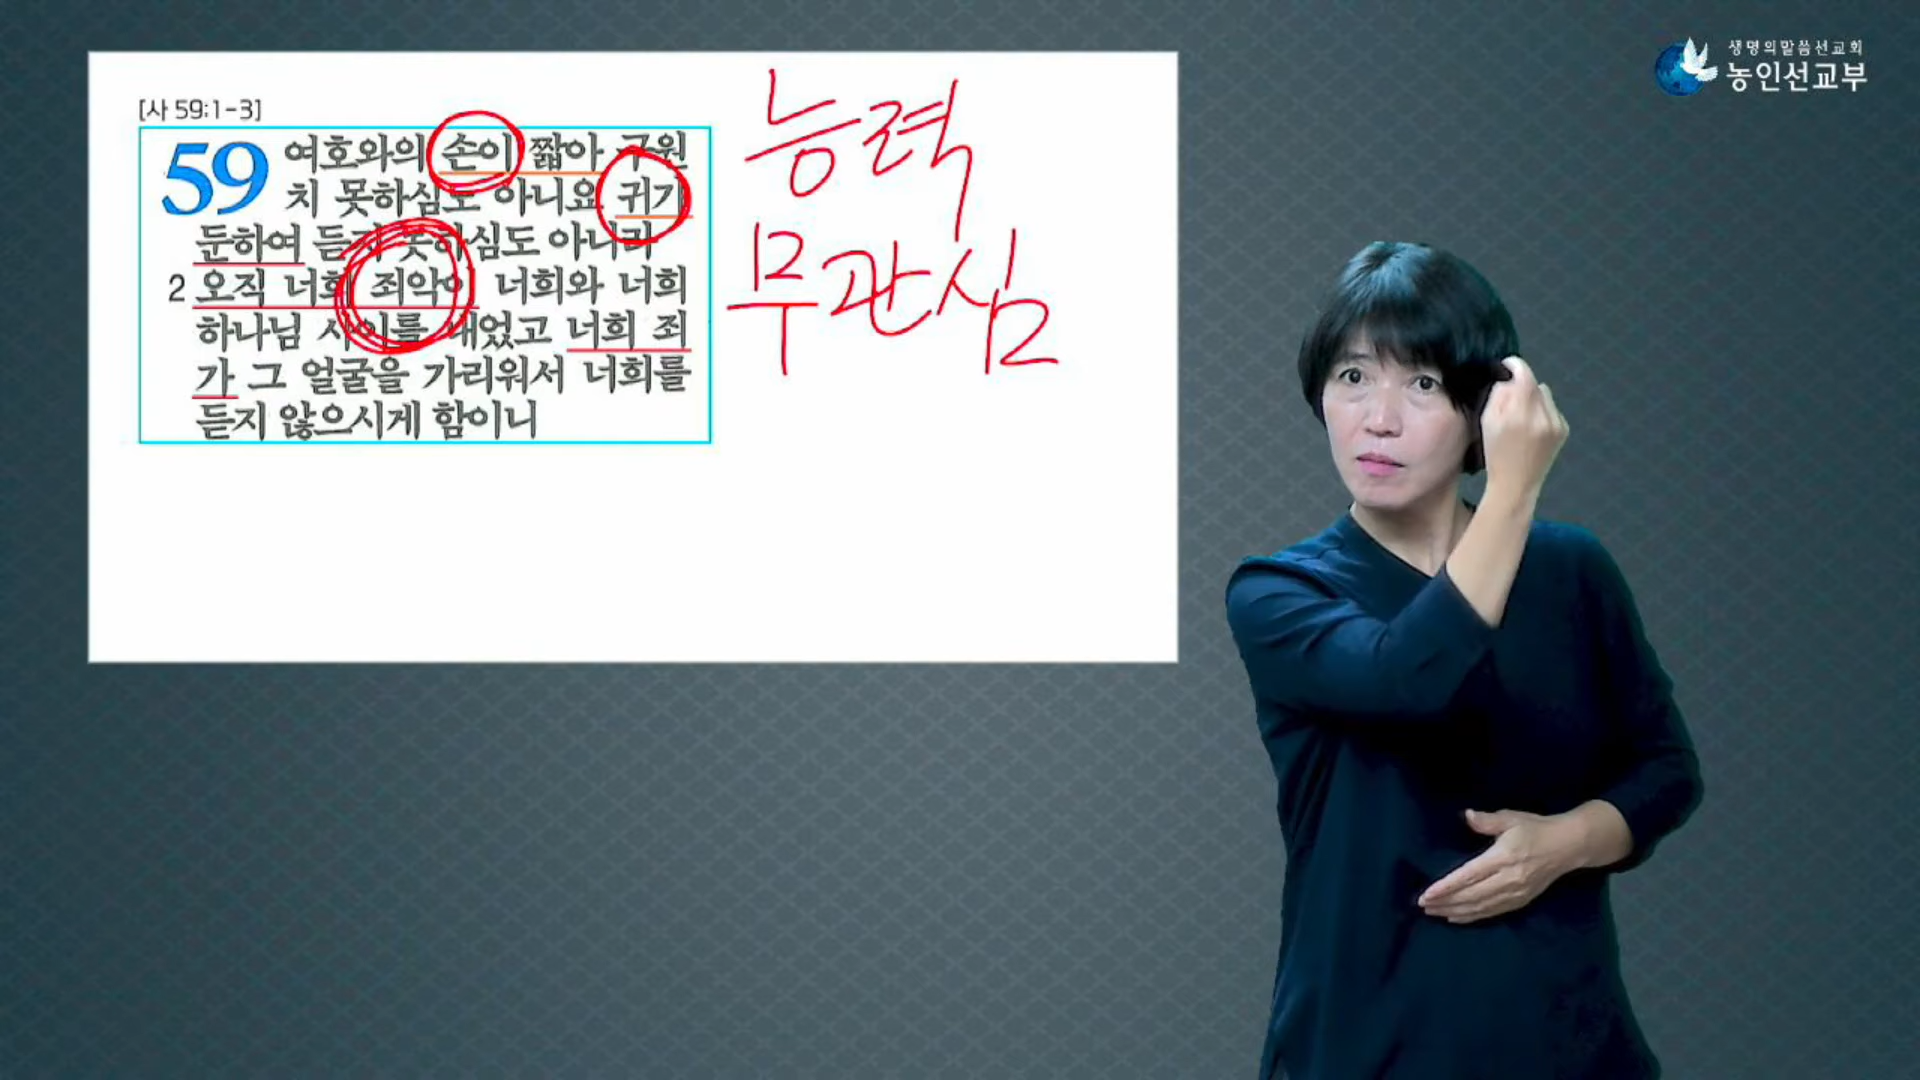 [사 59:1-3]
59 여호와의 손이 짧아 구원
치 못하심도 아니요 귀가
둔하여 듣지 못하심도 아니라
2 오직 너희 죄악이 너희와 너희
하나님 사이를 내었고 너희 죄
가 그 얼굴을 가리워서 너희를
듣지 않으시게 함이니
능력
무관심
생명의말씀선교회
농인선교부